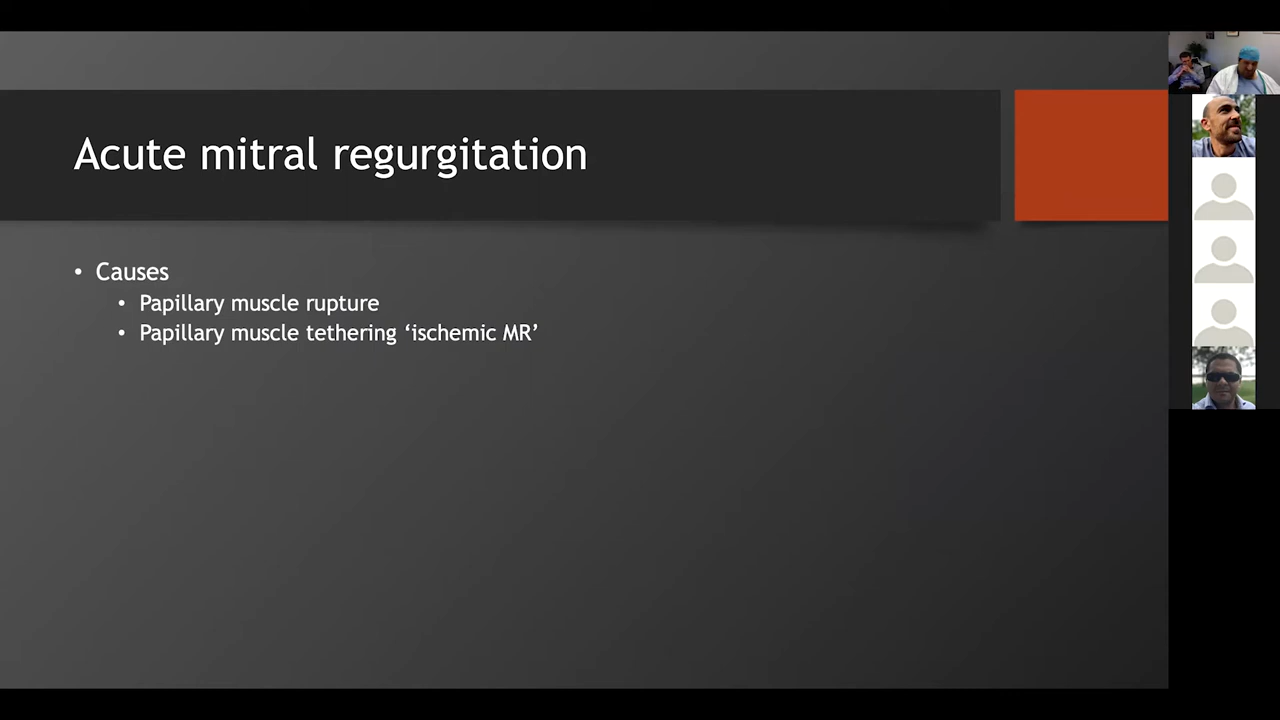 Acute mitral regurgitation
• Causes
• Papillary muscle rupture
• Papillary muscle tethering ‘ischemic MR’